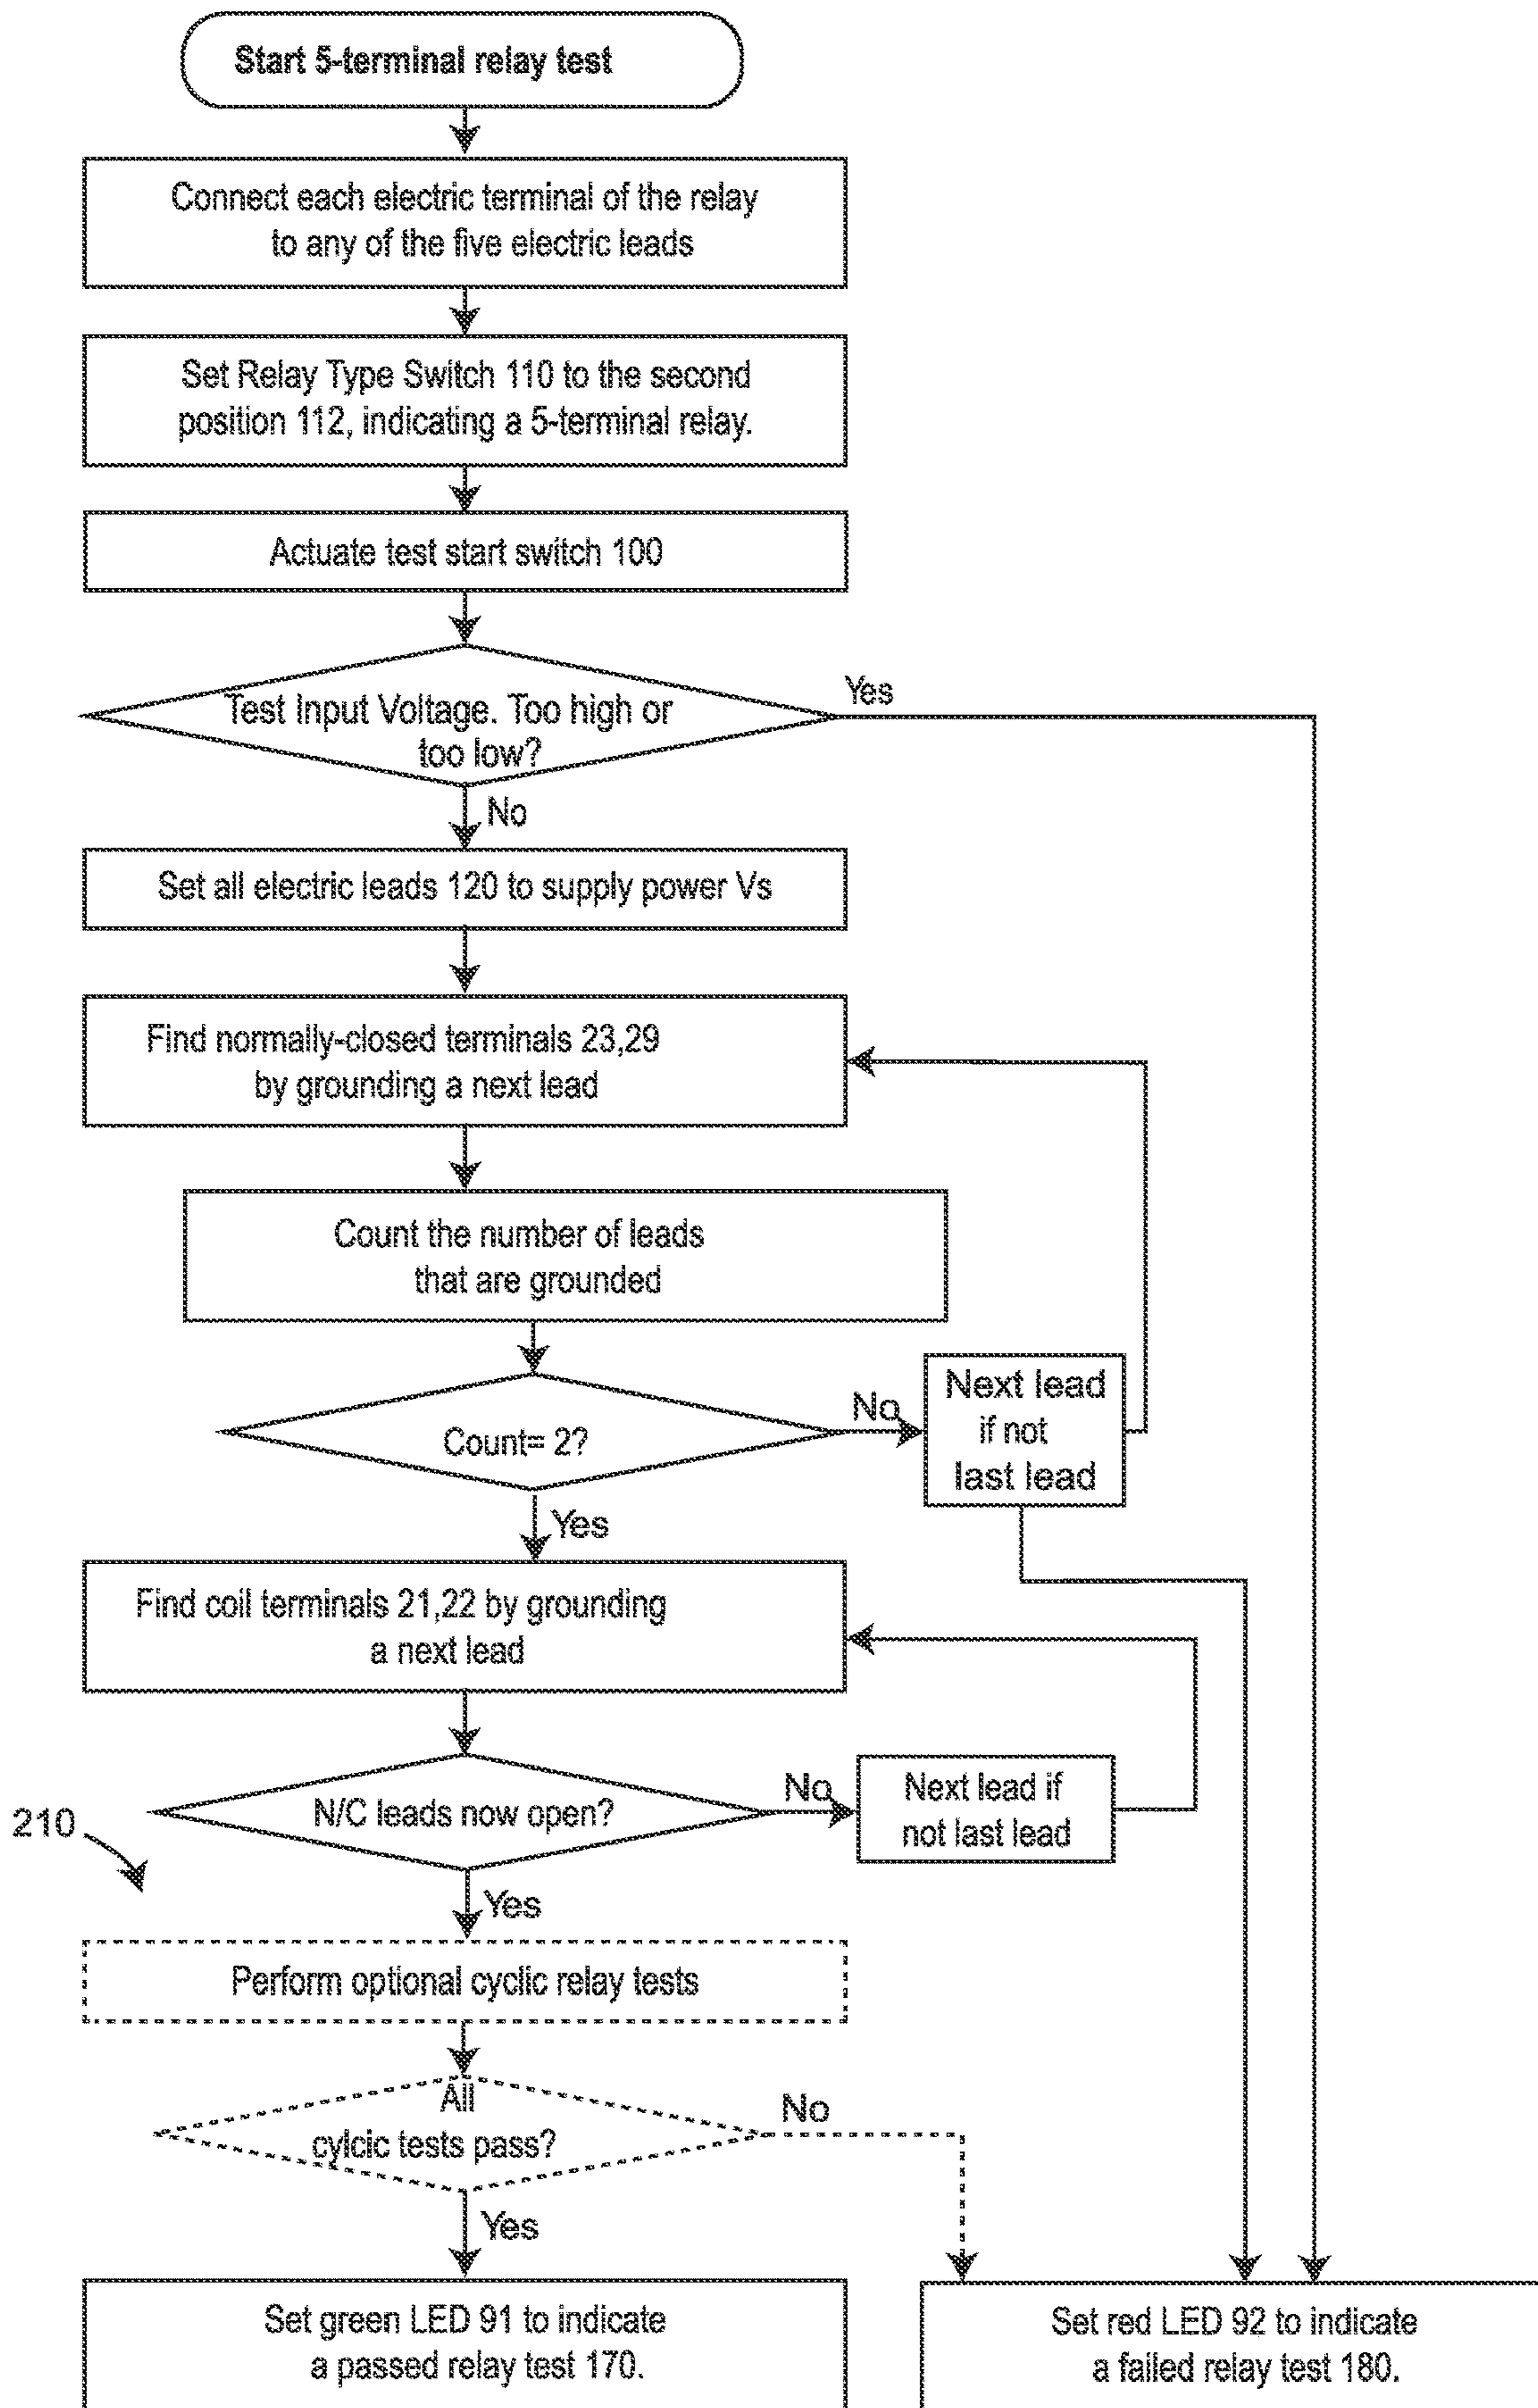 Start 5-terminal relay test
Connect each electric terminal of the relay
to any of the five electric leads
Set Relay Type Switch 110 to the second
position 112, indicating a 5-terminal relay.
Actuate test start switch 100
Test Input Voltage. Too high or
too low?
Yes
No
Set all electric leads 120 to supply power Vs
Find normally-closed terminals 23,29
by grounding a next lead
Count the number of leads
that are grounded
Count= 2?
No
Next lead
if not
last lead
Yes
Find coil terminals 21,22 by grounding
a next lead
N/C leads now open?
No
Next lead if
not last lead
210
Yes
Perform optional cyclic relay tests
All
cylcic tests pass?
No
Yes
Set green LED 91 to indicate
a passed relay test 170.
Set red LED 92 to indicate
a failed relay test 180.